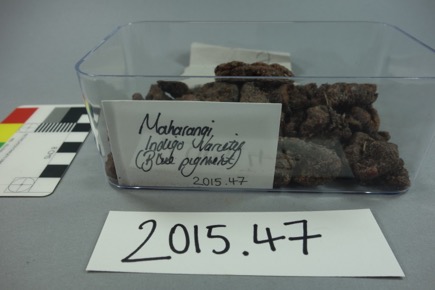 Maharangi
Indigo Variety
(Blue pigment)
2015.47
2015.47